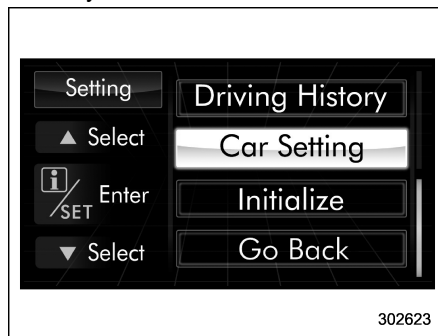 Setting
▲ Select
i/SET Enter
▼ Select
Driving History
Car Setting
Initialize
Go Back
302623